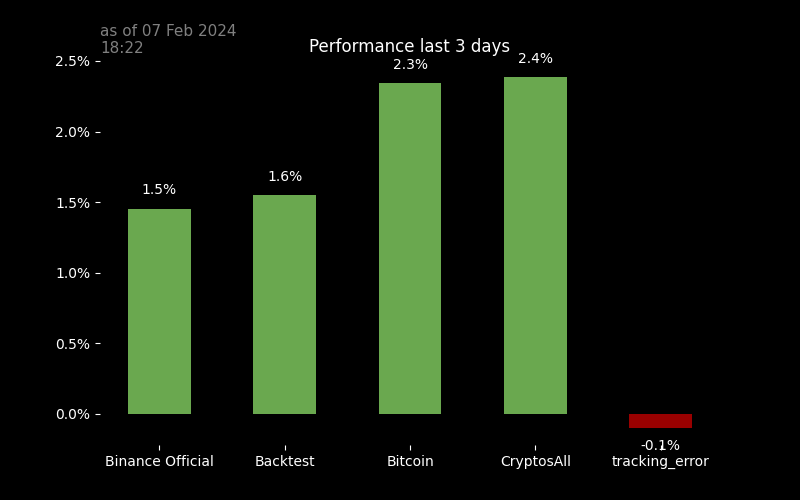 as of 07 Feb 2024
18:22
Performance last 3 days
2.5%
2.0%
1.5%
1.0%
0.5%
0.0%
1.5%
1.6%
2.3%
2.4%
-0.1%
Binance Official
Backtest
Bitcoin
CryptosAll
tracking_error